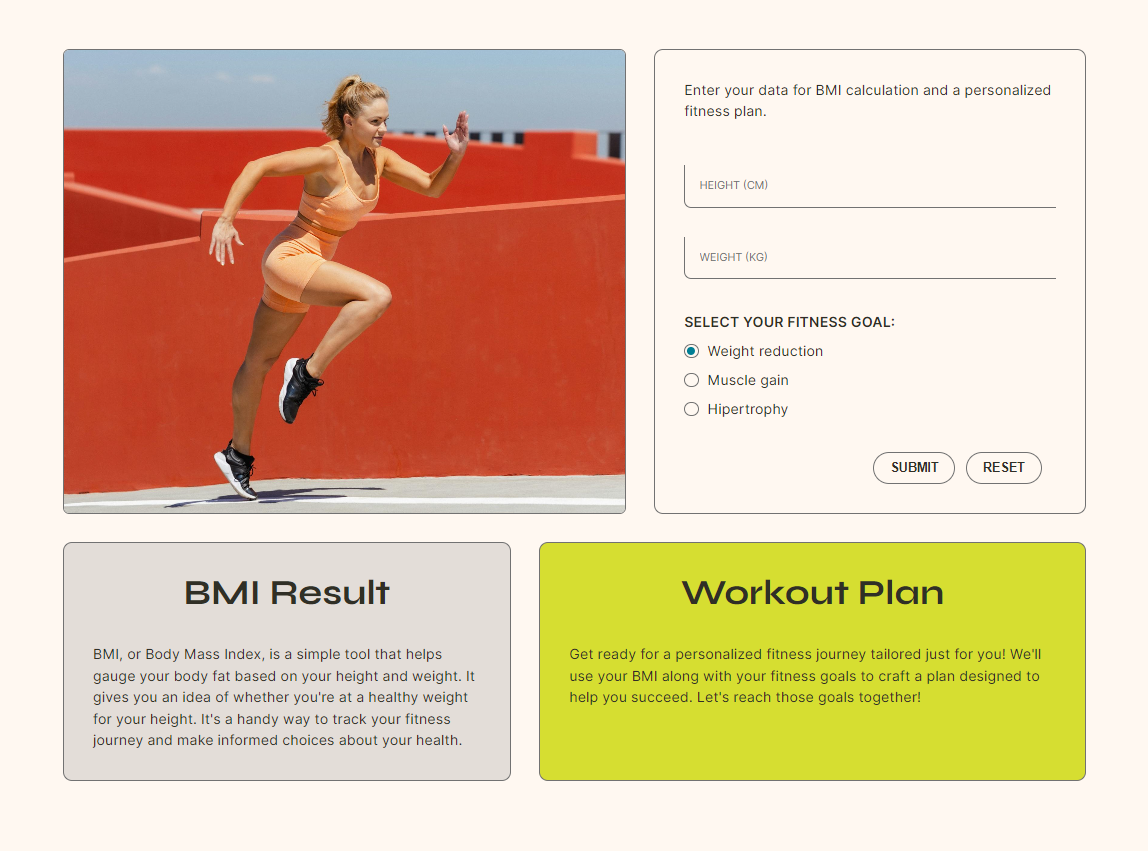 Enter your data for BMI calculation and a personalized
fitness plan.
HEIGHT (CM)
WEIGHT (KG)
SELECT YOUR FITNESS GOAL:
Weight reduction
Muscle gain
Hipertrophy
SUBMIT RESET
BMI Result
BMI, or Body Mass Index, is a simple tool that helps
gauge your body fat based on your height and weight. It
gives you an idea of whether you're at a healthy weight
for your height. It's a handy way to track your fitness
journey and make informed choices about your health.
Workout Plan
Get ready for a personalized fitness journey tailored just for you! We'll
use your BMI along with your fitness goals to craft a plan designed to
help you succeed. Let's reach those goals together!